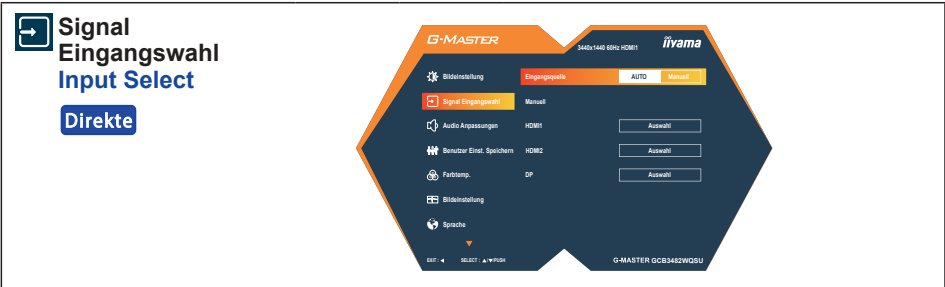 Signal
Eingangswahl
Input Select
Direkte
G-MASTER
3440x1440 60Hz HDMI1
iiyama
Bildeinstellung
Eingangsquelle AUTO Manuell
Signal Eingangswahl Manuell
Audio Anpassungen HDMI1 Auswahl
Benutzer Einst. Speichern HDMI2 Auswahl
Farbtemp. DP Auswahl
Bildeinstellung
Sprache
EXIT : ◄ SELECT : ▲/▼/PUSH G-MASTER GCB3482WQSU